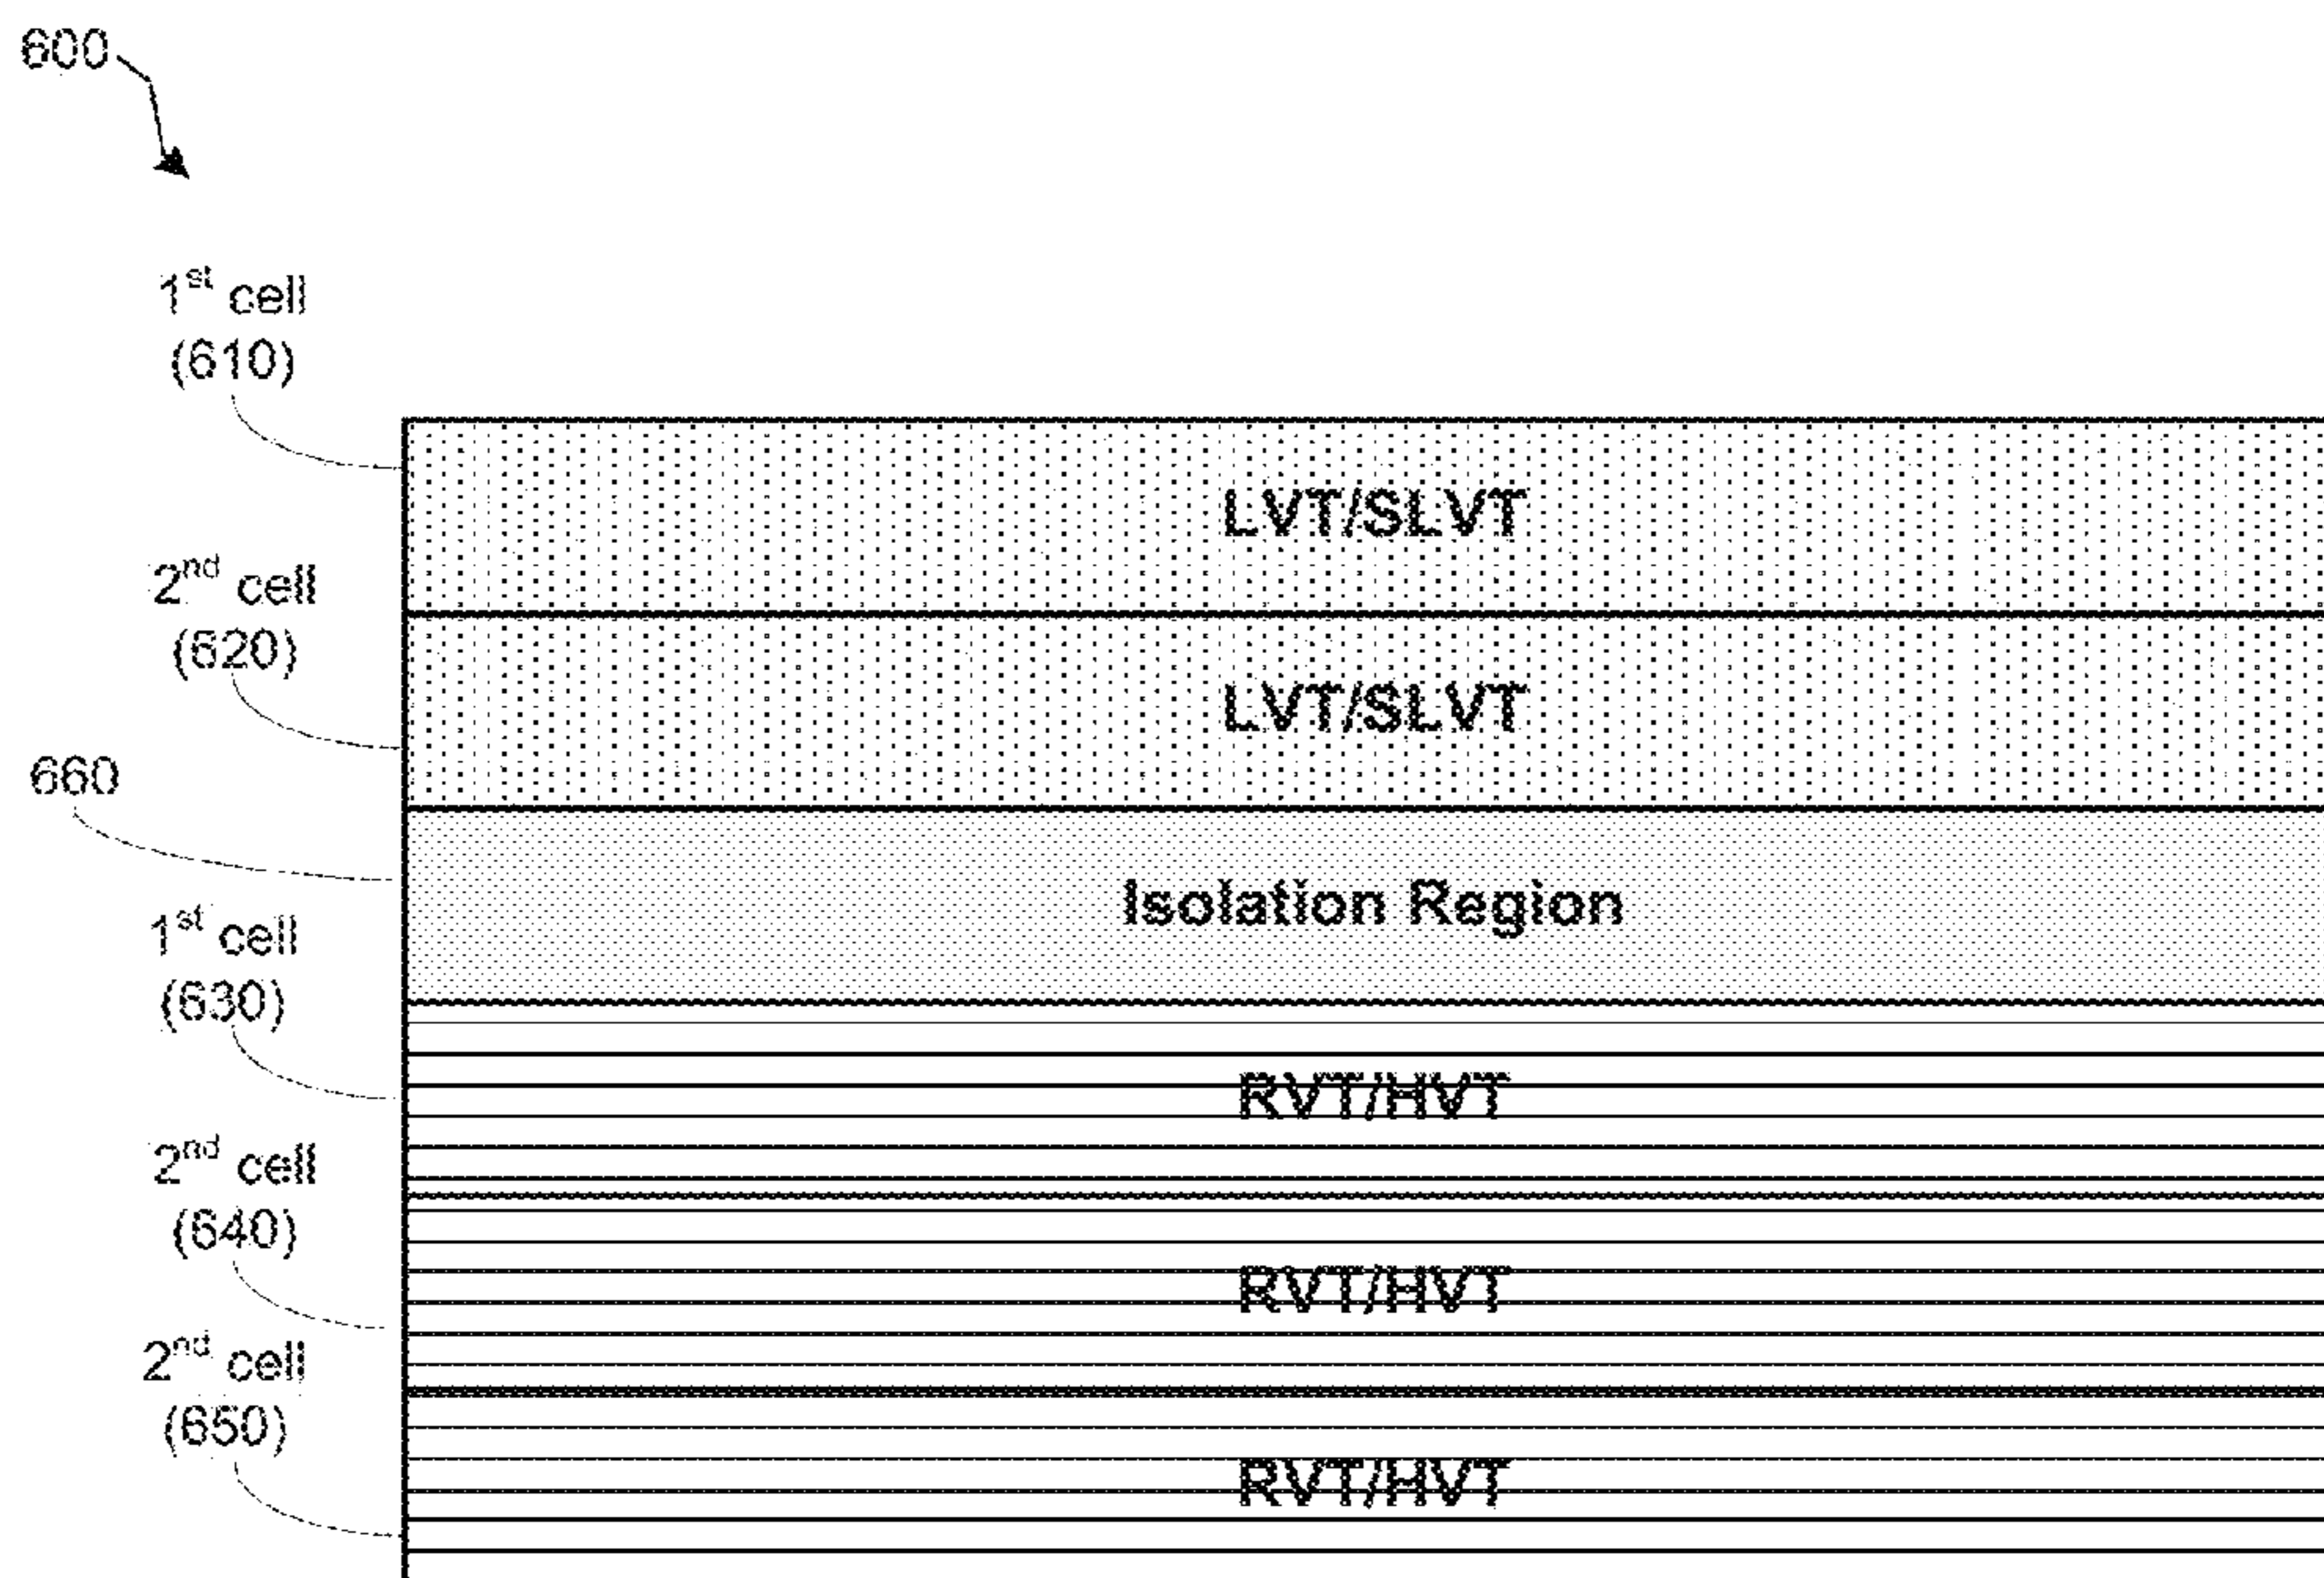 600
1st cell
(610)
LVT/SLVT
2nd cell
(620)
LVT/SLVT
660
Isolation Region
1st cell
(630)
RVT/HVT
2nd cell
(640)
RVT/HVT
2nd cell
(650)
RVT/HVT